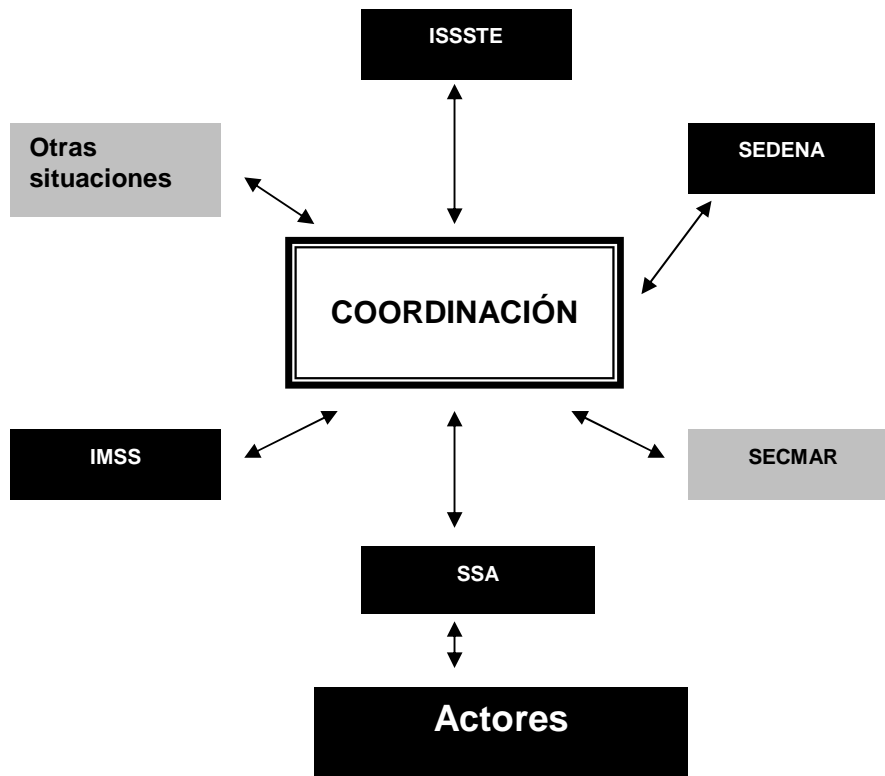 ISSSTE
Otras
situaciones
SEDENA
COORDINACIÓN
IMSS
SECMAR
SSA
Actores